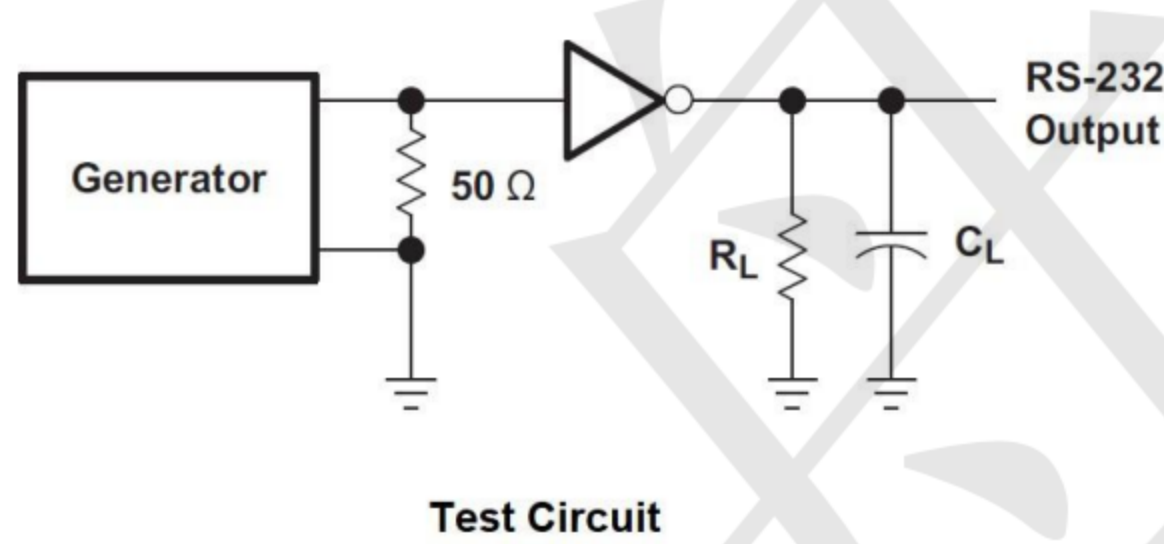 Generator
50 Ω
RL
CL
RS-232
Output
Test Circuit